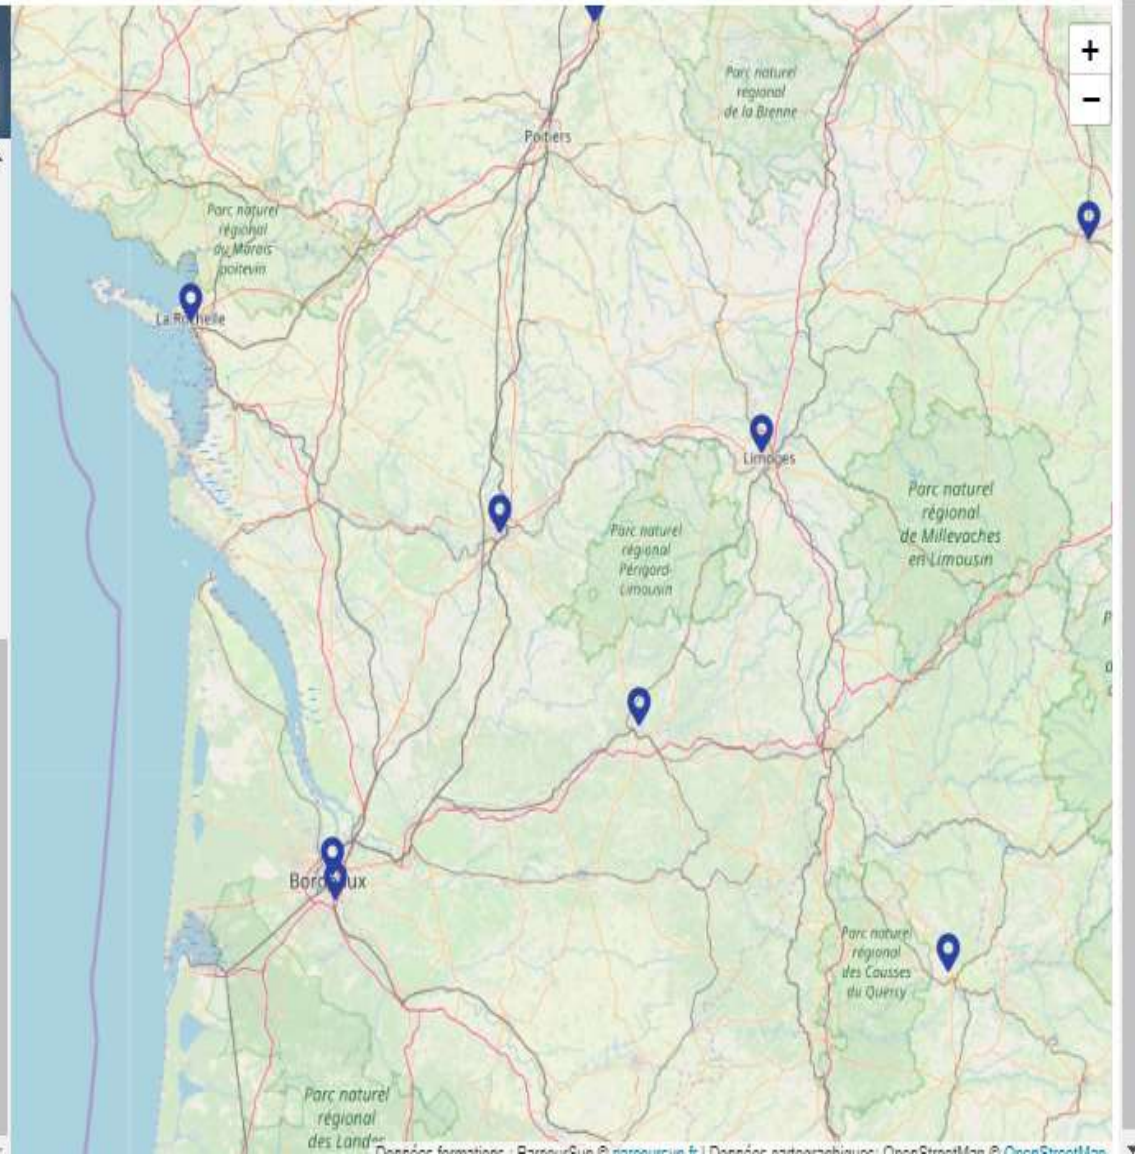 +
−
Parc naturel
régional
de la Brenne
Poitiers
Parc naturel
régional
du Marais
poitevin
La Rochelle
Limoges
Parc naturel
régional
de Millevaches
en Limousin
Parc naturel
régional
Périgord-
Limousin
Bordeaux
Parc naturel
régional
des Causses
du Quercy
Parc naturel
régional
des Landes
Données formations : ParcourSup © parcoursup.fr | Données cartographiques: OpenStreetMap © OpenStreetMap